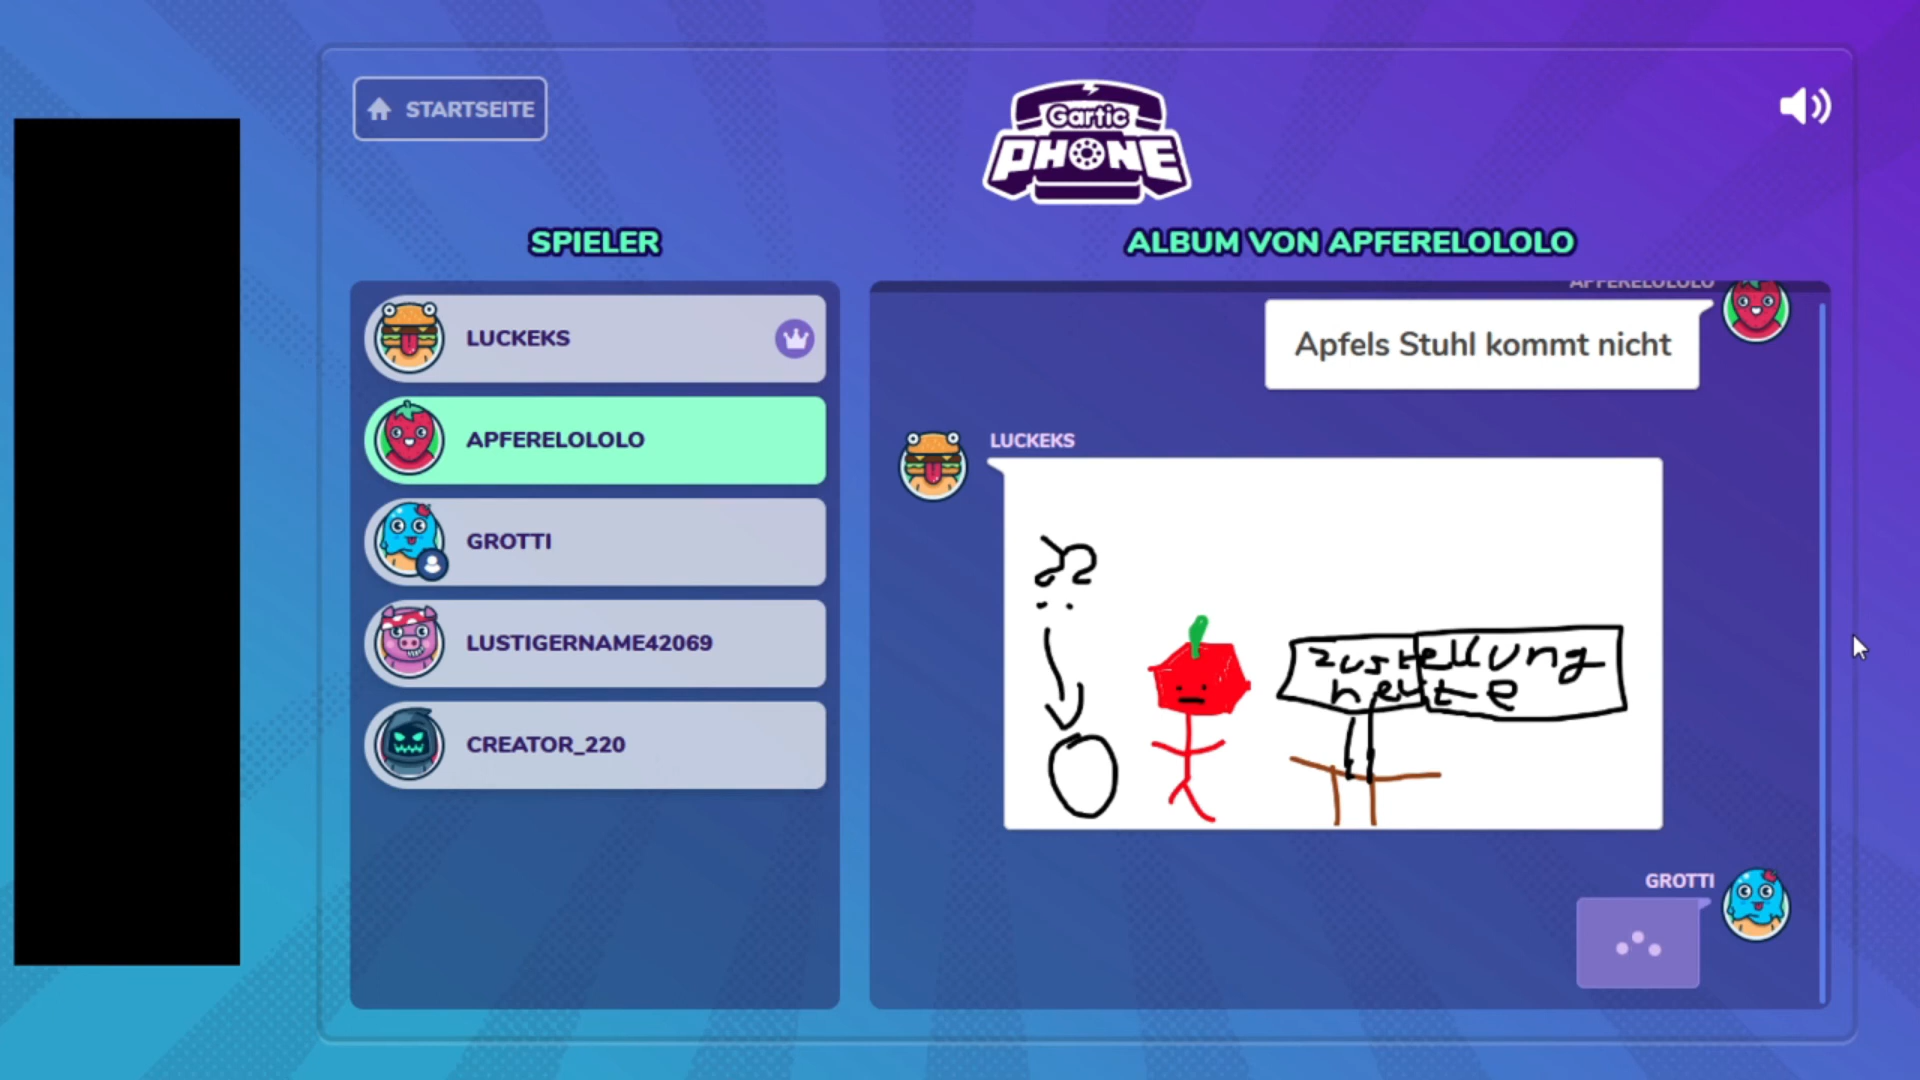 STARTSEITE
Gartic
PHONE
SPIELER
ALBUM VON APFERELOLOLO
LUCKEKS
APFERELOLOLO
GROTTI
LUSTIGERNAME42069
CREATOR_220
APFERELOLOLO
Apfels Stuhl kommt nicht
LUCKEKS
??
Zustellung
heute
GROTTI